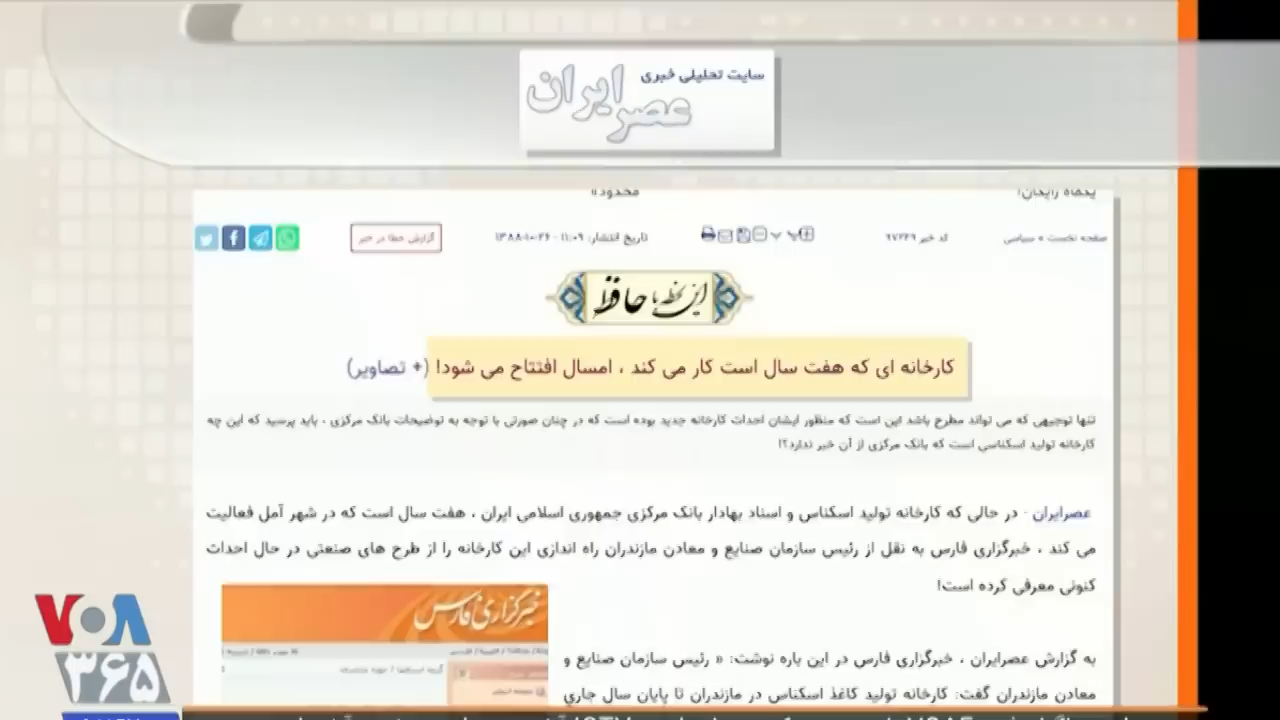 سایت تحلیلی خبری
عصر ایران
یکماه رایگان!
محدود»
صفحه نخست » سیاسی
کد خبر ۹۷۲۴۹
تاریخ انتشار: ۱۱:۰۹ - ۲۶-۱۰-۱۳۸۸
گزارش خطا در خبر
این لحظه با حافظ
کارخانه ای که هفت سال است کار می کند ، امسال افتتاح می شود! (+ تصاویر)
تنها توجیهی که می تواند مطرح باشد این است که منظور ایشان احداث کارخانه جدید بوده است که در چنان صورتی با توجه به توضیحات بانک مرکزی ، باید پرسید که این چه
کارخانه تولید اسکناسی است که بانک مرکزی از آن خبر ندارد؟!
عصرایران - در حالی که کارخانه تولید اسکناس و اسناد بهادار بانک مرکزی جمهوری اسلامی ایران ، هفت سال است که در شهر آمل فعالیت
می کند ، خبرگزاری فارس به نقل از رئیس سازمان صنایع و معادن مازندران راه اندازی این کارخانه را از طرح های صنعتی در حال احداث
کنونی معرفی کرده است!
خبرگزاری فارس
به گزارش عصرایران ، خبرگزاری فارس در این باره نوشت: « رئیس سازمان صنایع و
معادن مازندران گفت: کارخانه تولید کاغذ اسکناس در مازندران تا پایان سال جاری
VOA
۳۶۵